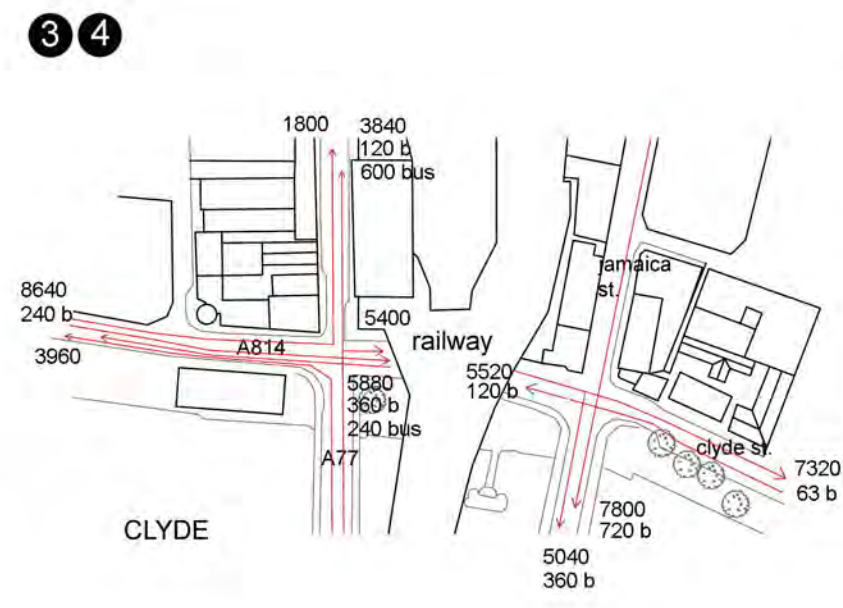 3 4
1800
3840
120 b
600 bus
jamaica
st.
8640
240 b
5400
railway
3960
A814
5520
120 b
5880
360 b
240 bus
clyde st.
A77
7320
63 b
7800
720 b
CLYDE
5040
360 b